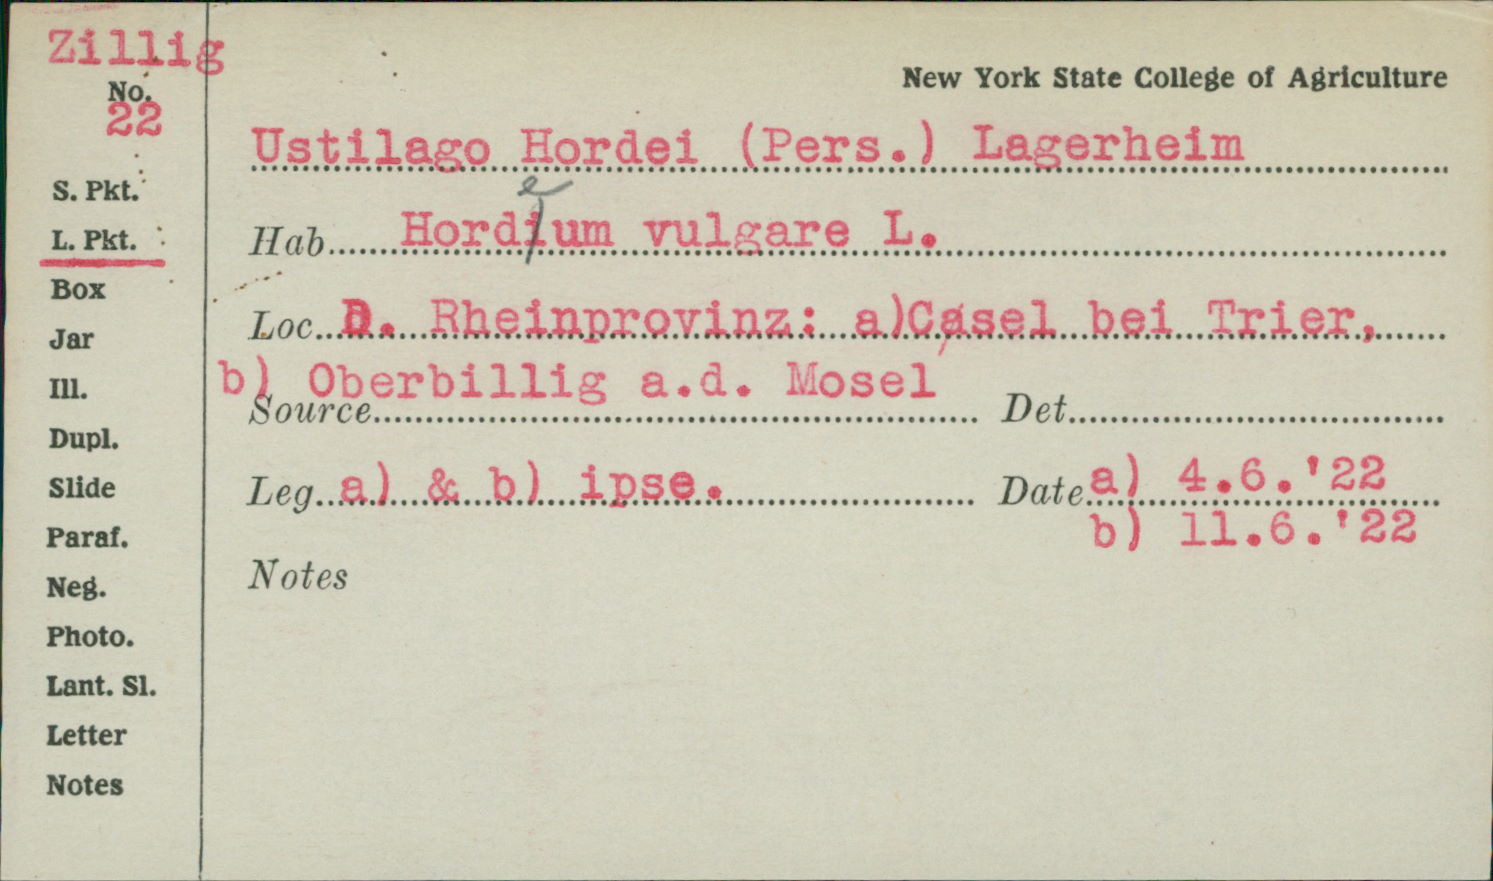 Zillig
No.
22
New York State College of Agriculture
Ustilago Hordei (Pers.) Lagerheim
S. Pkt.
L. Pkt.
Box
Jar
Ill.
Dupl.
Slide
Paraf.
Neg.
Photo.
Lant. Sl.
Letter
Notes
e
Hab Hordium vulgare L.
Loc D. Rheinprovinz: a)Casel bei Trier,
b) Oberbillig a.d. Mosel
Source Det
Leg a) & b) ipse. Date a) 4.6.'22
b) 11.6.'22
Notes